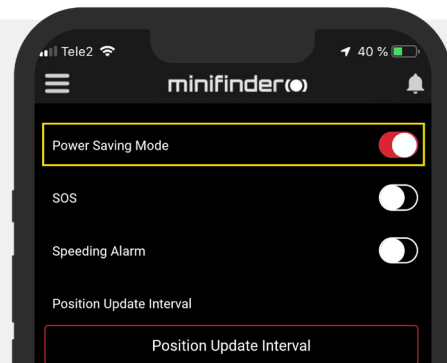 Tele2 40 %
minifinder
Power Saving Mode
SOS
Speeding Alarm
Position Update Interval
Position Update Interval